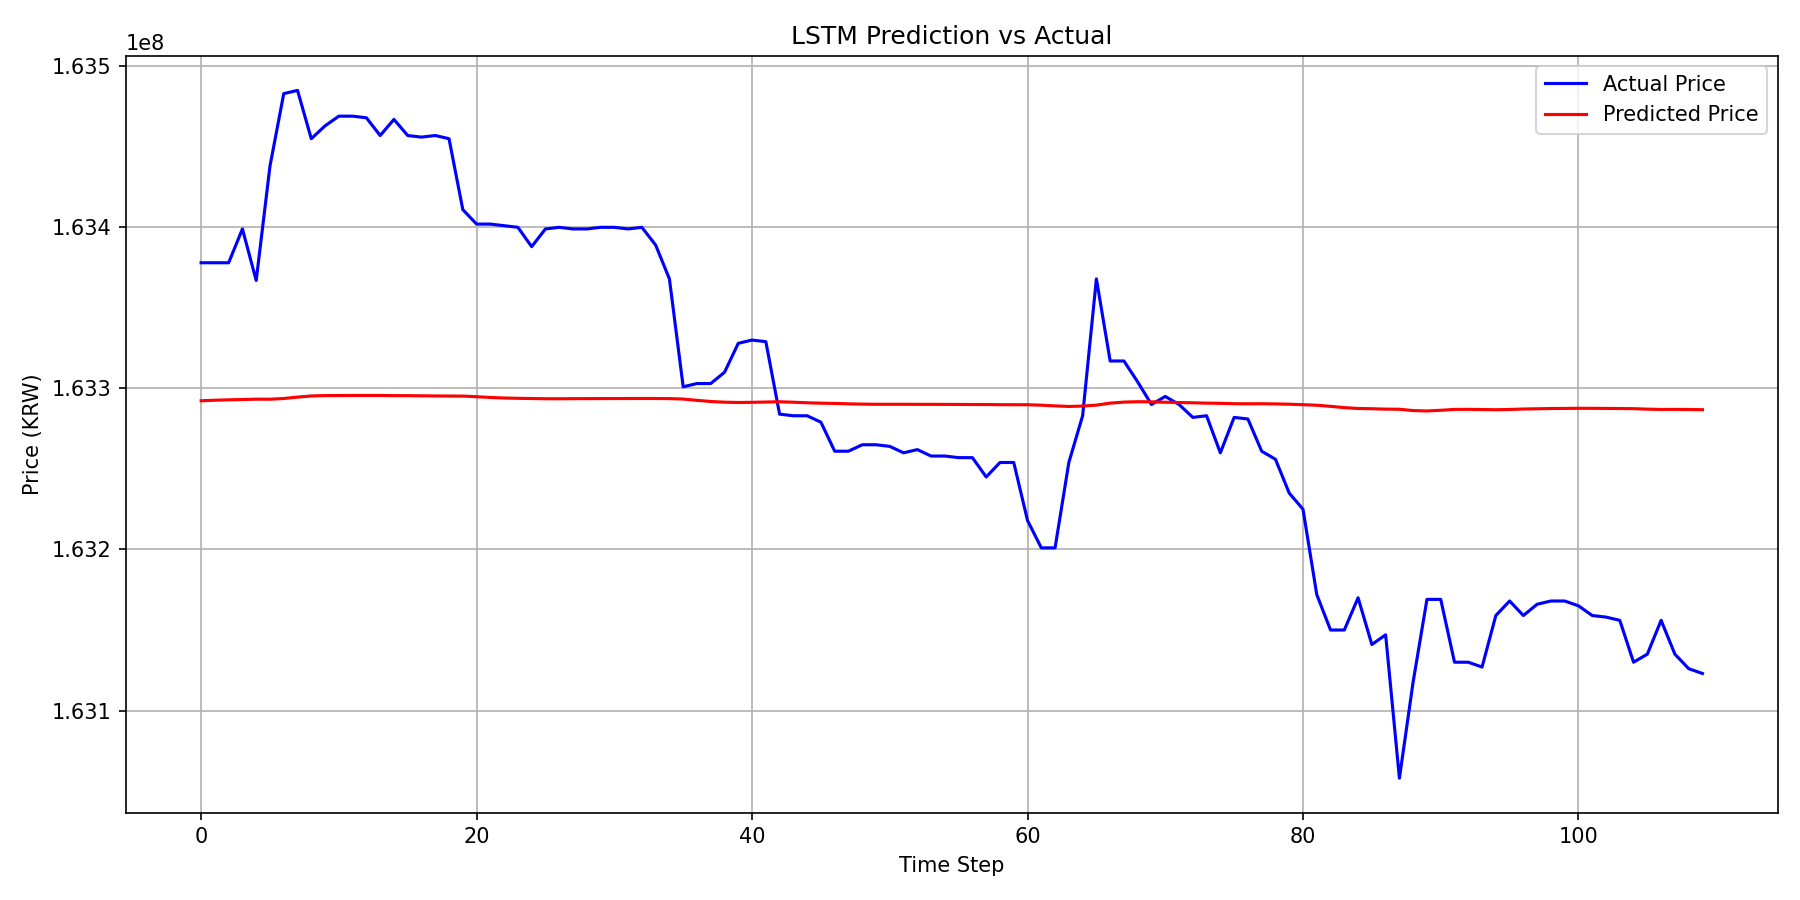 LSTM Prediction vs Actual
1e8
1.635
1.634
1.633
1.632
1.631
Price (KRW)
Actual Price
Predicted Price
0 20 40 60 80 100
Time Step